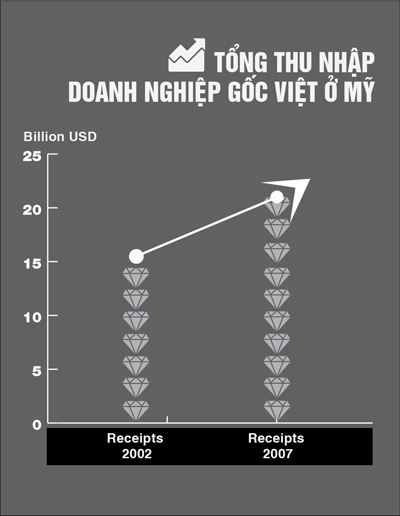 TỔNG THU NHẬP
DOANH NGHIỆP GỐC VIỆT Ở MỸ
Billion USD
25
20
15
10
5
0
Receipts
2002
Receipts
2007